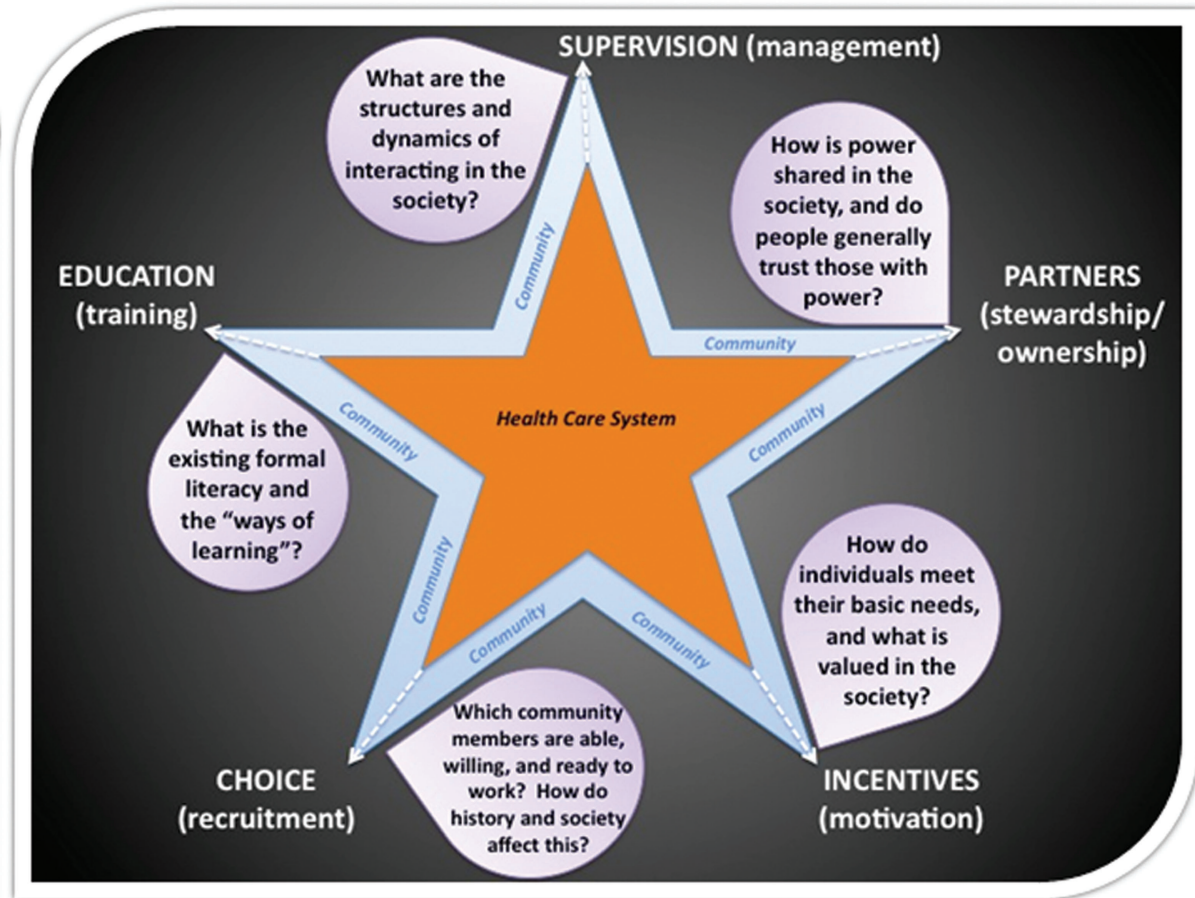 SUPERVISION (management)
What are the
structures and
dynamics of
interacting in the
society?
How is power
shared in the
society, and do
people generally
trust those with
power?
EDUCATION
(training)
PARTNERS
(stewardship/
ownership)
Community
Community
Community
Community
Health Care System
What is the
existing formal
literacy and
the “ways of
learning”?
How do
individuals meet
their basic needs,
and what is
valued in the
society?
Community
Community
Community
Which community
members are able,
willing, and ready to
work? How do
history and society
affect this?
CHOICE
(recruitment)
INCENTIVES
(motivation)